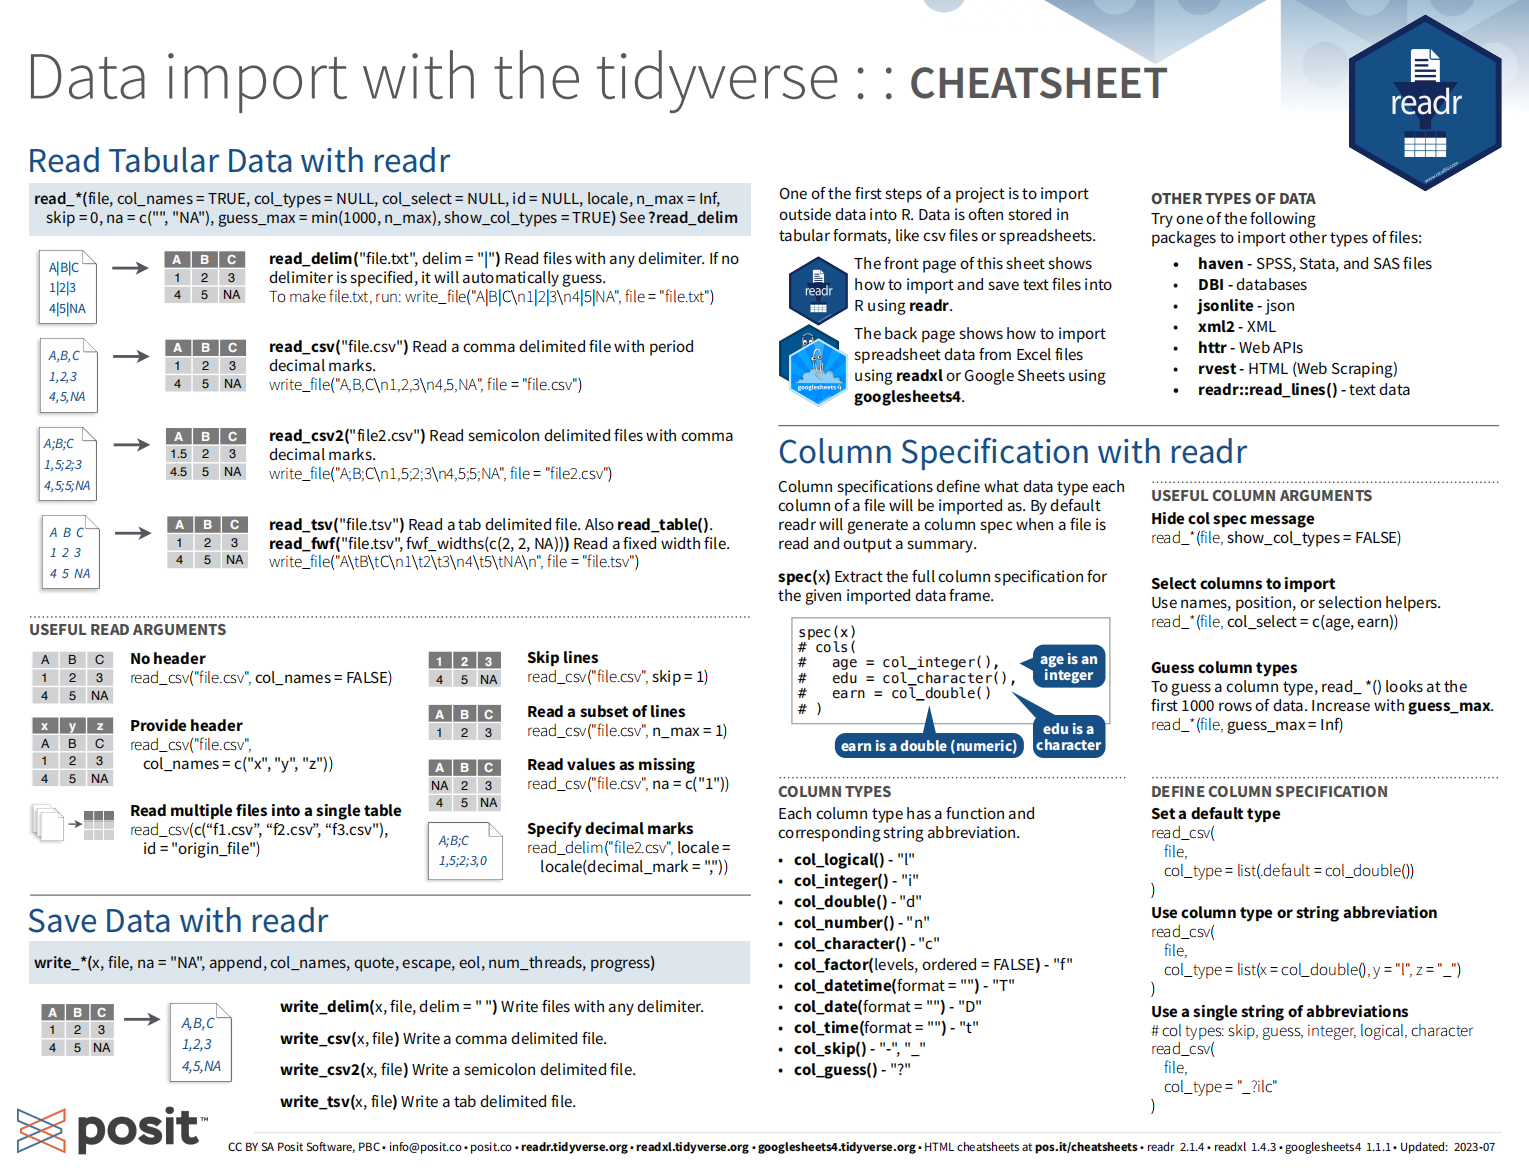 Data import with the tidyverse : : CHEATSHEET
readr
www.rstudio.com
Read Tabular Data with readr
read_*(file, col_names = TRUE, col_types = NULL, col_select = NULL, id = NULL, locale, n_max = Inf,
skip = 0, na = c("", "NA"), guess_max = min(1000, n_max), show_col_types = TRUE) See ?read_delim
A|B|C
1|2|3
4|5|NA
A B C
1 2 3
4 5 NA
read_delim("file.txt", delim = "|") Read files with any delimiter. If no
delimiter is specified, it will automatically guess.
To make file.txt, run: write_file("A|B|C\n1|2|3\n4|5|NA", file = "file.txt")
A,B,C
1,2,3
4,5,NA
A B C
1 2 3
4 5 NA
read_csv("file.csv") Read a comma delimited file with period
decimal marks.
write_file("A,B,C\n1,2,3\n4,5,NA", file = "file.csv")
A;B;C
1,5;2;3
4,5;5;NA
A B C
1.5 2 3
4.5 5 NA
read_csv2("file2.csv") Read semicolon delimited files with comma
decimal marks.
write_file("A;B;C\n1,5;2;3\n4,5;5;NA", file = "file2.csv")
A B C
1 2 3
4 5 NA
A B C
1 2 3
4 5 NA
read_tsv("file.tsv") Read a tab delimited file. Also read_table().
read_fwf("file.tsv", fwf_widths(c(2, 2, NA))) Read a fixed width file.
write_file("A\tB\tC\n1\t2\t3\n4\t5\tNA\n", file = "file.tsv")
USEFUL READ ARGUMENTS
A B C
1 2 3
4 5 NA
No header
read_csv("file.csv", col_names = FALSE)
x y z
A B C
1 2 3
4 5 NA
Provide header
read_csv("file.csv",
col_names = c("x", "y", "z"))
Read multiple files into a single table
read_csv(c(“f1.csv”, “f2.csv”, “f3.csv"),
id = "origin_file")
1 2 3
4 5 NA
Skip lines
read_csv("file.csv", skip = 1)
A B C
1 2 3
Read a subset of lines
read_csv("file.csv", n_max = 1)
A B C
NA 2 3
4 5 NA
Read values as missing
read_csv("file.csv", na = c("1"))
A;B;C
1,5;2;3,0
Specify decimal marks
read_delim("file2.csv", locale =
locale(decimal_mark = ","))
Save Data with readr
write_*(x, file, na = "NA", append, col_names, quote, escape, eol, num_threads, progress)
A B C
1 2 3
4 5 NA
A,B,C
1,2,3
4,5,NA
write_delim(x, file, delim = " ") Write files with any delimiter.
write_csv(x, file) Write a comma delimited file.
write_csv2(x, file) Write a semicolon delimited file.
write_tsv(x, file) Write a tab delimited file.
One of the first steps of a project is to import
outside data into R. Data is often stored in
tabular formats, like csv files or spreadsheets.
readr
The front page of this sheet shows
how to import and save text files into
R using readr.
googlesheets4
The back page shows how to import
spreadsheet data from Excel files
using readxl or Google Sheets using
googlesheets4.
OTHER TYPES OF DATA
Try one of the following
packages to import other types of files:
• haven - SPSS, Stata, and SAS files
• DBI - databases
• jsonlite - json
• xml2 - XML
• httr - Web APIs
• rvest - HTML (Web Scraping)
• readr::read_lines() - text data
Column Specification with readr
Column specifications define what data type each
column of a file will be imported as. By default
readr will generate a column spec when a file is
read and output a summary.
spec(x) Extract the full column specification for
the given imported data frame.
spec(x)
# cols(
# age = col_integer(),
# edu = col_character(),
# earn = col_double()
# )
age is an
integer
edu is a
character
earn is a double (numeric)
COLUMN TYPES
Each column type has a function and
corresponding string abbreviation.
• col_logical() - "l"
• col_integer() - "i"
• col_double() - "d"
• col_number() - "n"
• col_character() - "c"
• col_factor(levels, ordered = FALSE) - "f"
• col_datetime(format = "") - "T"
• col_date(format = "") - "D"
• col_time(format = "") - "t"
• col_skip() - "-", "_"
• col_guess() - "?"
USEFUL COLUMN ARGUMENTS
Hide col spec message
read_*(file, show_col_types = FALSE)
Select columns to import
Use names, position, or selection helpers.
read_*(file, col_select = c(age, earn))
Guess column types
To guess a column type, read_ *() looks at the
first 1000 rows of data. Increase with guess_max.
read_*(file, guess_max = Inf)
DEFINE COLUMN SPECIFICATION
Set a default type
read_csv(
file,
col_type = list(.default = col_double())
)
Use column type or string abbreviation
read_csv(
file,
col_type = list(x = col_double(), y = "l", z = "_")
)
Use a single string of abbreviations
# col types: skip, guess, integer, logical, character
read_csv(
file,
col_type = "_?ilc"
)
posit™
CC BY SA Posit Software, PBC • info@posit.co • posit.co • readr.tidyverse.org • readxl.tidyverse.org • googlesheets4.tidyverse.org • HTML cheatsheets at pos.it/cheatsheets • readr 2.1.4 • readxl 1.4.3 • googlesheets4 1.1.1 • Updated: 2023-07